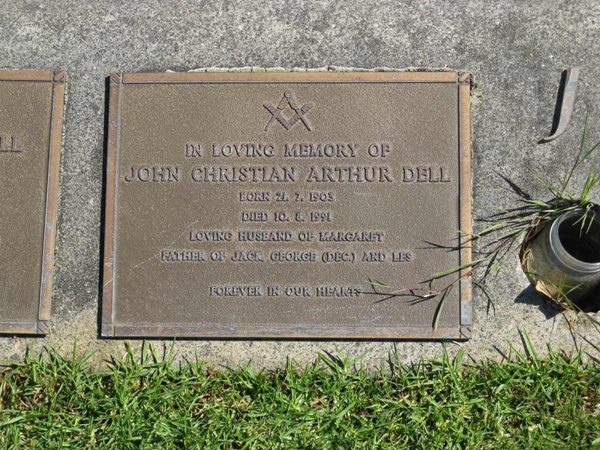 IN LOVING MEMORY OF
JOHN CHRISTIAN ARTHUR DELL
BORN 21. 7. 1903
DIED 10. 8. 1991
LOVING HUSBAND OF MARGARET
FATHER OF JACK, GEORGE (DEC.) AND LES
FOREVER IN OUR HEARTS